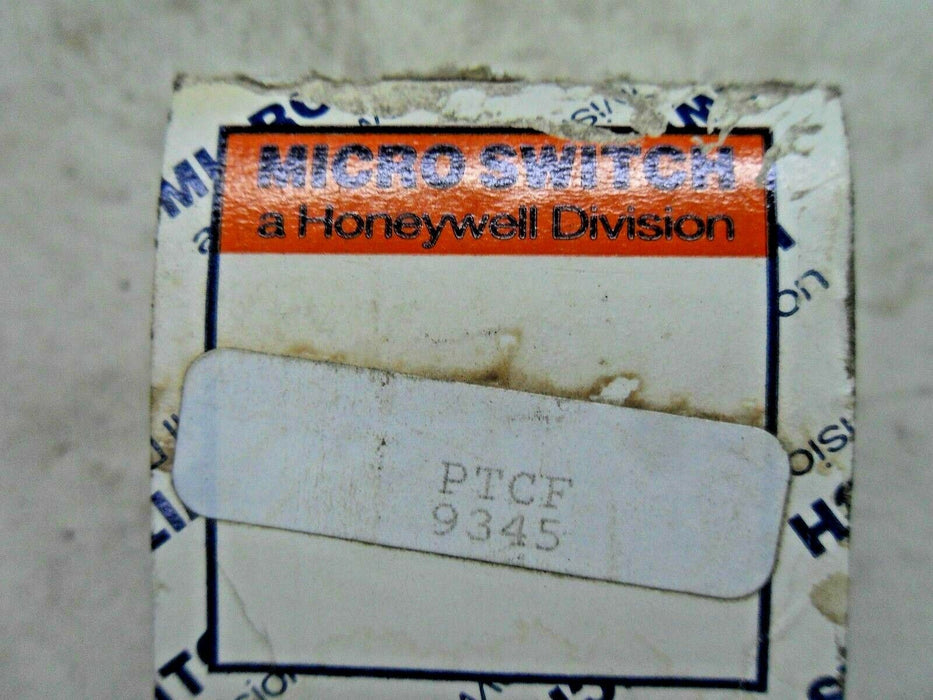 MICRO SWITCH
a Honeywell Division
PTCF
9345